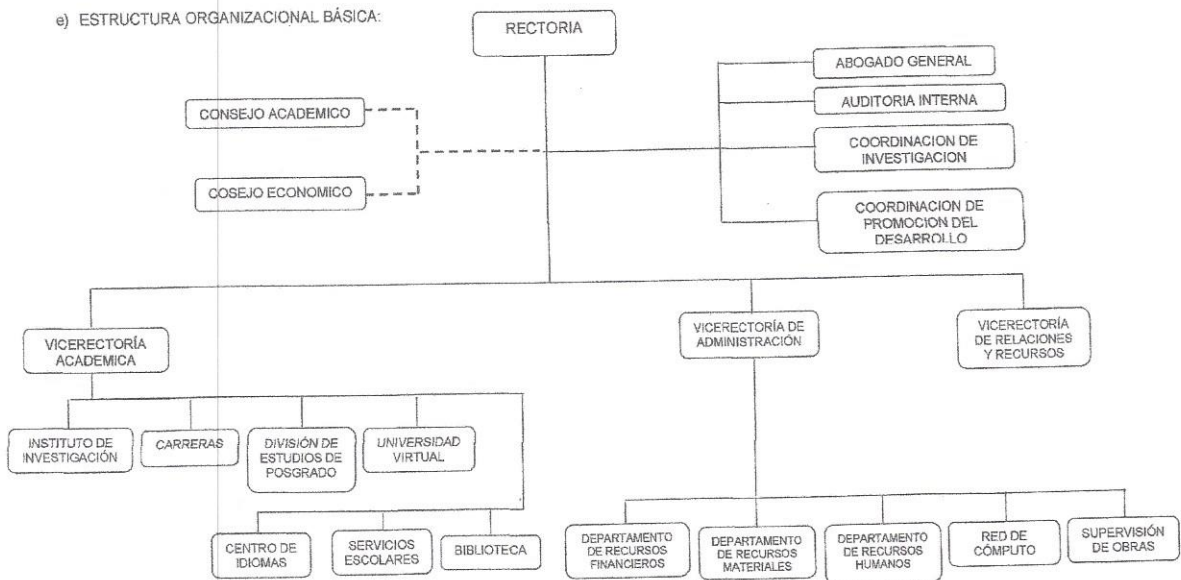 e) ESTRUCTURA ORGANIZACIONAL BÁSICA:
RECTORIA
ABOGADO GENERAL
AUDITORIA INTERNA
COORDINACION DE
INVESTIGACION
COORDINACION DE
PROMOCION DEL
DESARROLLO
CONSEJO ACADEMICO
COSEJO ECONOMICO
VICERECTORÍA
ACADEMICA
VICERECTORÍA DE
ADMINISTRACIÓN
VICERECTORÍA
DE RELACIONES
Y RECURSOS
INSTITUTO DE
INVESTIGACIÓN
CARRERAS
DIVISIÓN DE
ESTUDIOS DE
POSGRADO
UNIVERSIDAD
VIRTUAL
CENTRO DE
IDIOMAS
SERVICIOS
ESCOLARES
BIBLIOTECA
DEPARTAMENTO
DE RECURSOS
FINANCIEROS
DEPARTAMENTO
DE RECURSOS
MATERIALES
DEPARTAMENTO
DE RECURSOS
HUMANOS
RED DE
CÓMPUTO
SUPERVISIÓN
DE OBRAS